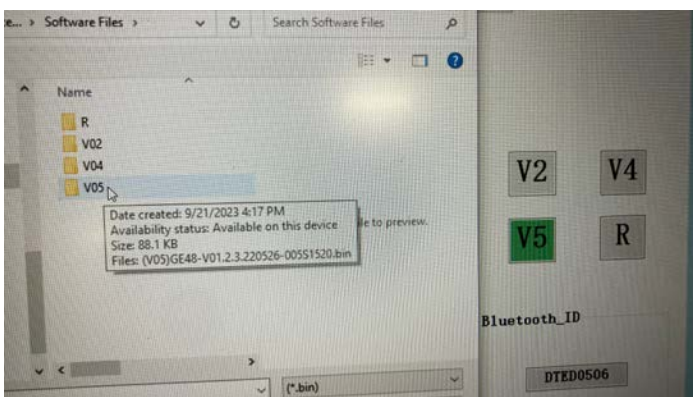 e... > Software Files >
Search Software Files
Name
R
V02
V04
V05
Date created: 9/21/2023 4:17 PM
Availability status: Available on this device
Size: 88.1 KB
Files: (V05)GE48-V01.2.3.220526-005S1520.bin
le to preview.
(*.bin)
V2
V4
V5
R
Bluetooth_ID
DTED0506